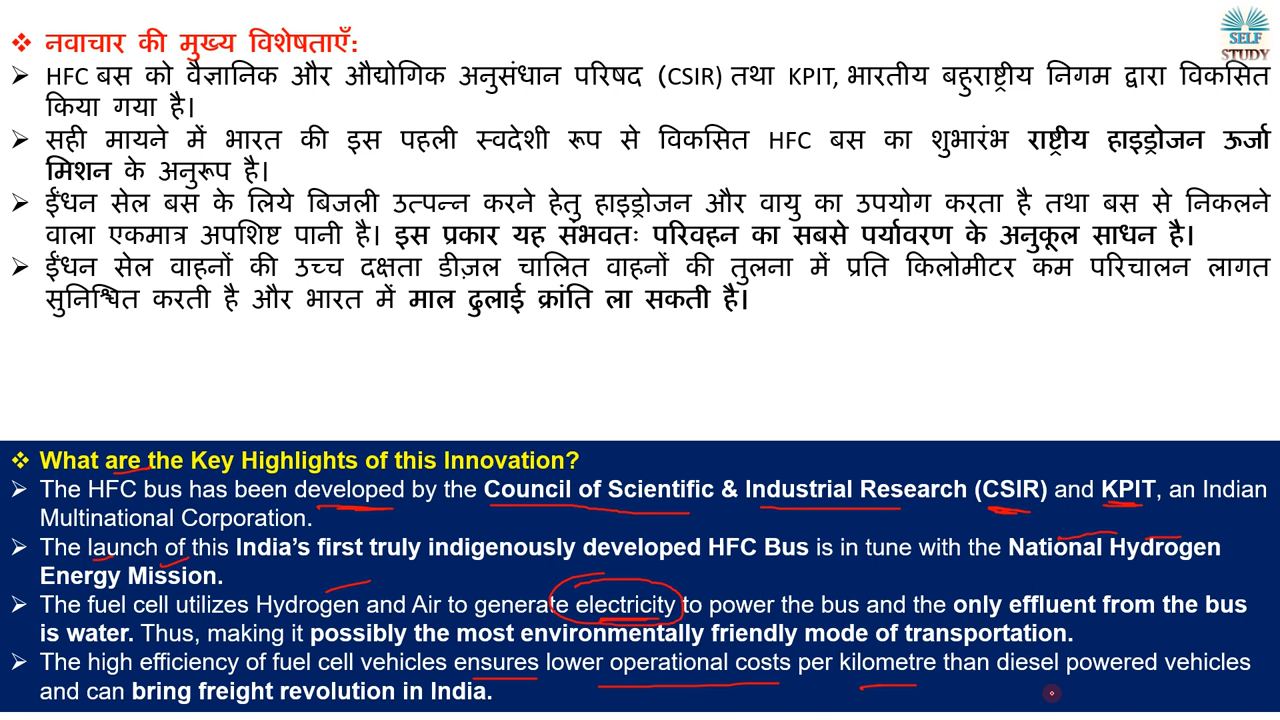 ❖ नवाचार की मुख्य विशेषताएँ:
SELF
STUDY
➢ HFC बस को वैज्ञानिक और औद्योगिक अनुसंधान परिषद (CSIR) तथा KPIT, भारतीय बहुराष्ट्रीय निगम द्वारा विकसित
किया गया है।
➢ सही मायने में भारत की इस पहली स्वदेशी रूप से विकसित HFC बस का शुभारंभ राष्ट्रीय हाइड्रोजन ऊर्जा
मिशन के अनुरूप है।
➢ ईंधन सेल बस के लिये बिजली उत्पन्न करने हेतु हाइड्रोजन और वायु का उपयोग करता है तथा बस से निकलने
वाला एकमात्र अपशिष्ट पानी है। इस प्रकार यह संभवतः परिवहन का सबसे पर्यावरण के अनुकूल साधन है।
➢ ईंधन सेल वाहनों की उच्च दक्षता डीज़ल चालित वाहनों की तुलना में प्रति किलोमीटर कम परिचालन लागत
सुनिश्चित करती है और भारत में माल ढुलाई क्रांति ला सकती है।
❖ What are the Key Highlights of this Innovation?
➢ The HFC bus has been developed by the Council of Scientific & Industrial Research (CSIR) and KPIT, an Indian
Multinational Corporation.
➢ The launch of this India’s first truly indigenously developed HFC Bus is in tune with the National Hydrogen
Energy Mission.
➢ The fuel cell utilizes Hydrogen and Air to generate electricity to power the bus and the only effluent from the bus
is water. Thus, making it possibly the most environmentally friendly mode of transportation.
➢ The high efficiency of fuel cell vehicles ensures lower operational costs per kilometre than diesel powered vehicles
and can bring freight revolution in India.